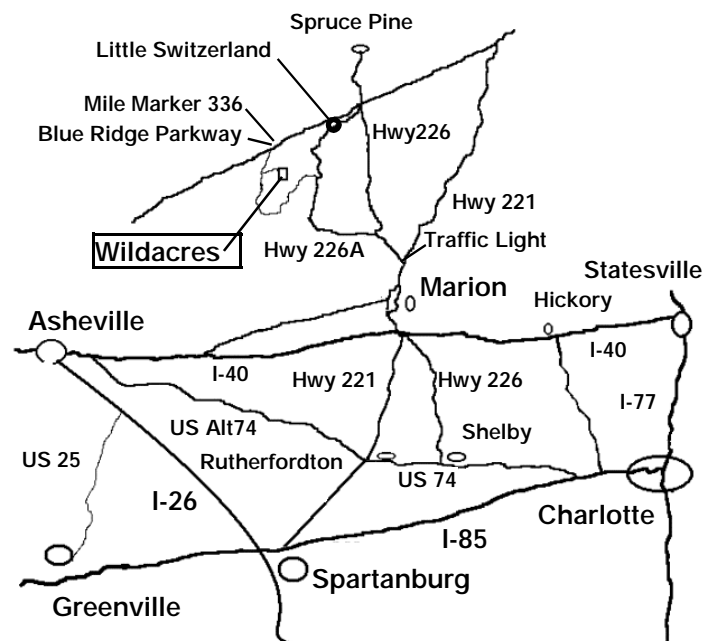 Spruce Pine
Little Switzerland
Mile Marker 336
Blue Ridge Parkway
Hwy226
Hwy 221
Wildacres
Hwy 226A
Traffic Light
Marion
Statesville
Hickory
Asheville
I-40
I-40
Hwy 221
Hwy 226
I-77
US Alt74
Shelby
US 25
Rutherfordton
US 74
I-26
Charlotte
I-85
Spartanburg
Greenville